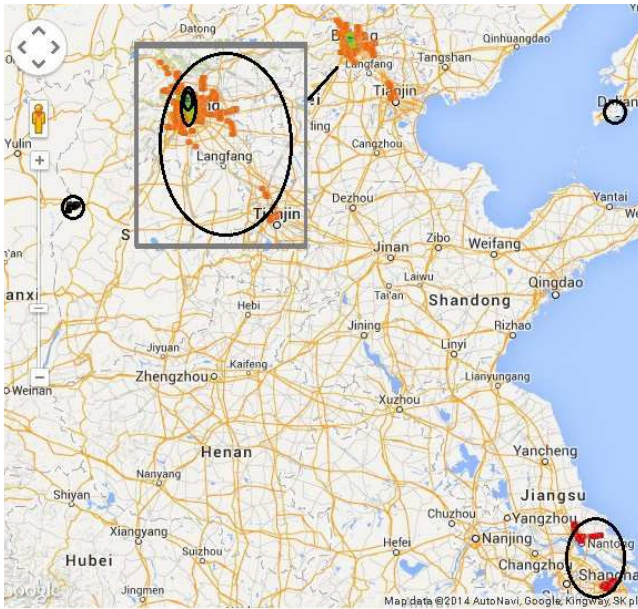 Datong
Qinhuangdao
Langfang
Tangshan
Tianjin
Yulin
Cangzhou
Langfang
Yantai
Dezhou
Tianjin
Zibo
Weifang
Jinan
Laiwu
Tai'an
Qingdao
anxi
Shandong
Hebi
Rizhao
Jining
Linyi
Jiyuan
Kaifeng
Zhengzhou
Lianyungang
Weinan
Xuzhou
Henan
Yancheng
Nanyang
Jiangsu
Shiyan
Chuzhou
Yangzhou
Xiangyang
Hefei
Nanjing
Nantong
Suizhou
Hubei
Changzhou
Shangha
Jingmen
Map data ©2014 AutoNavi, Google, Kingway, SK pl